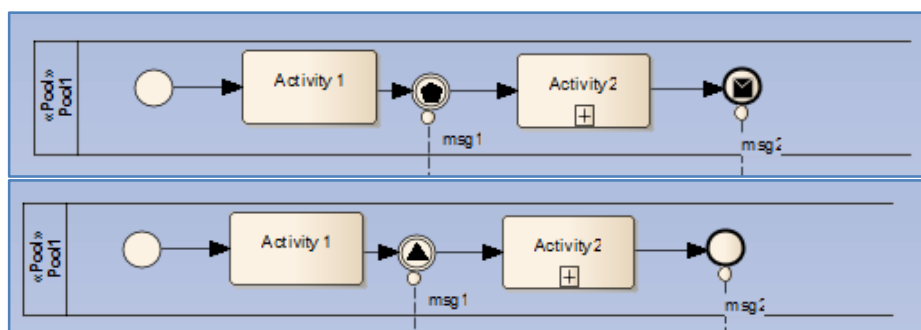 «Pool»
Pool1
Activity 1
Activity2
msg1
msg2
«Pool»
Pool1
Activity 1
Activity2
msg1
msg2